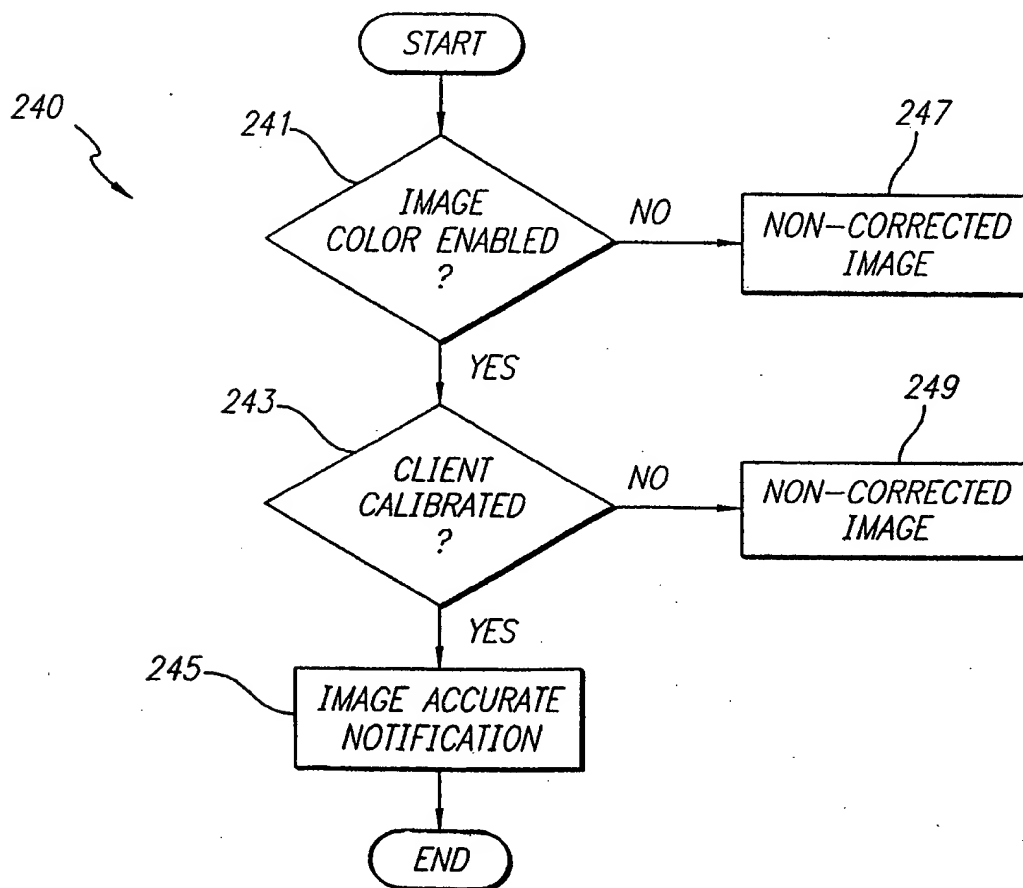 START
240
241
247
IMAGE
COLOR ENABLED
?
NO
NON-CORRECTED
IMAGE
YES
243
249
CLIENT
CALIBRATED
?
NO
NON-CORRECTED
IMAGE
YES
245
IMAGE ACCURATE
NOTIFICATION
END